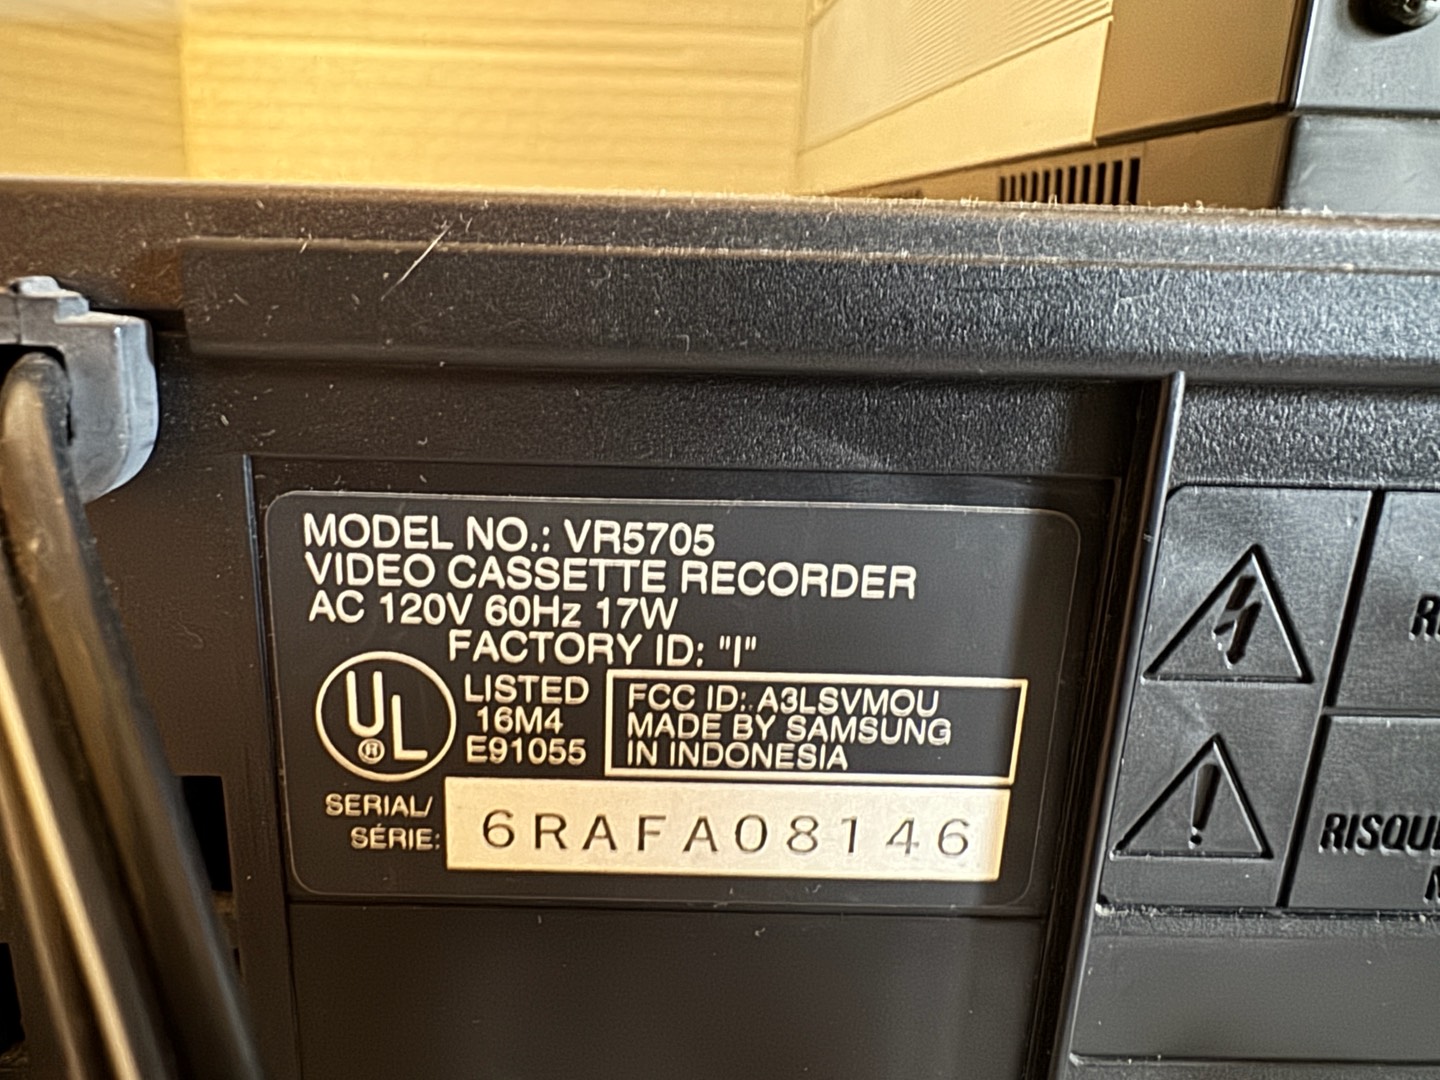 MODEL NO.: VR5705
VIDEO CASSETTE RECORDER
AC 120V 60Hz 17W
FACTORY ID: "I"
UL ®
LISTED
16M4
E91055
FCC ID: A3LSVMOU
MADE BY SAMSUNG
IN INDONESIA
SERIAL/
SÉRIE:
6RAFA08146